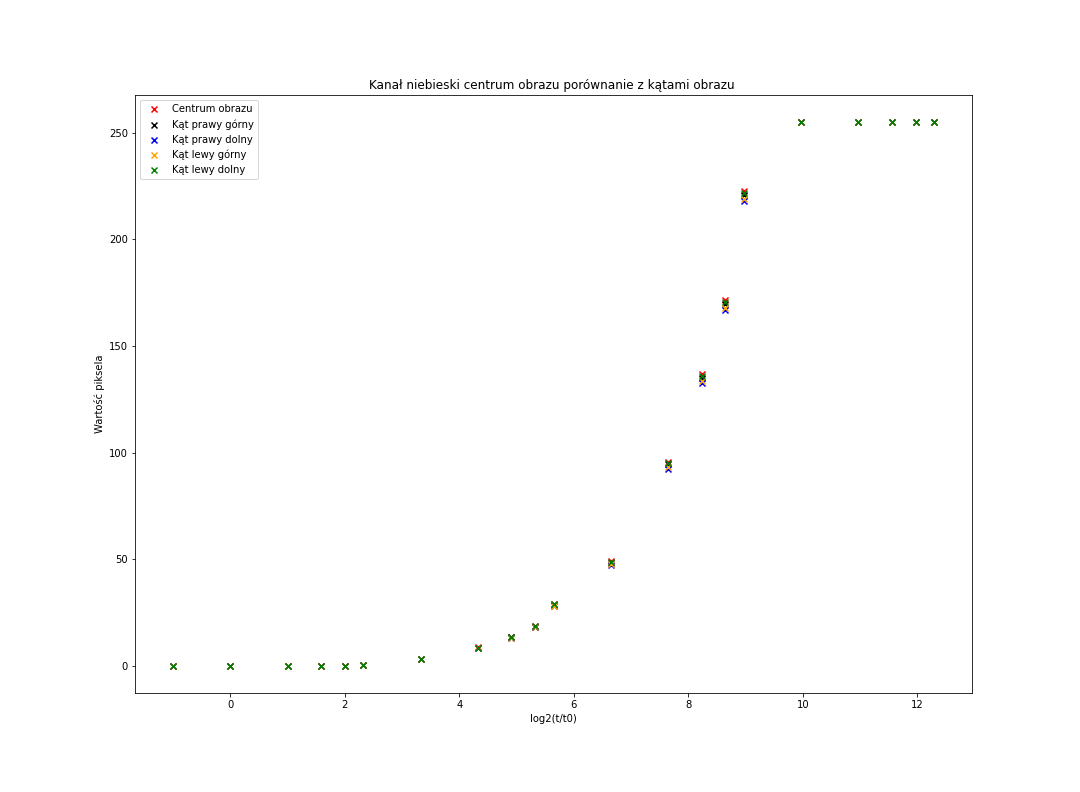 Kanał niebieski centrum obrazu porównanie z kątami obrazu
Centrum obrazu
Kąt prawy górny
Kąt prawy dolny
Kąt lewy górny
Kąt lewy dolny
250
200
150
100
50
0
Wartość piksela
0 2 4 6 8 10 12
log2(t/t0)